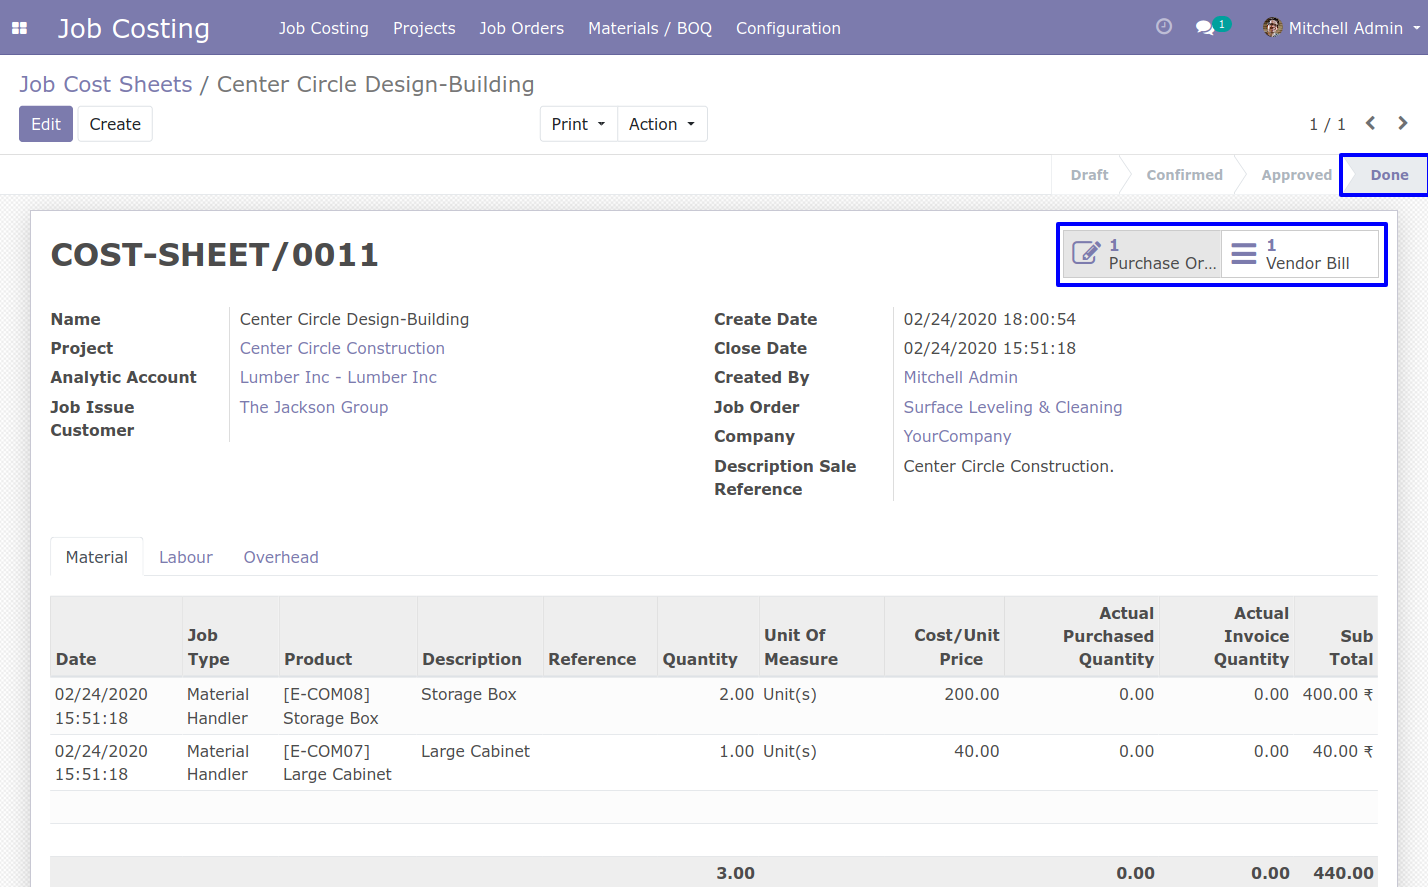 Job Costing Job Costing Projects Job Orders Materials / BOQ Configuration 1 Mitchell Admin
Job Cost Sheets / Center Circle Design-Building
Edit Create Print Action 1 / 1
Draft Confirmed Approved Done
COST-SHEET/0011
1 Purchase Or...
1 Vendor Bill
Name Center Circle Design-Building
Project Center Circle Construction
Analytic Account Lumber Inc - Lumber Inc
Job Issue The Jackson Group
Customer
Create Date 02/24/2020 18:00:54
Close Date 02/24/2020 15:51:18
Created By Mitchell Admin
Job Order Surface Leveling & Cleaning
Company YourCompany
Description Sale Center Circle Construction.
Reference
Material Labour Overhead
Actual Actual
Job Unit Of Cost/Unit Purchased Invoice Sub
Date Type Product Description Reference Quantity Measure Price Quantity Quantity Total
02/24/2020 Material [E-COM08] Storage Box 2.00 Unit(s) 200.00 0.00 0.00 400.00 ₹
15:51:18 Handler Storage Box
02/24/2020 Material [E-COM07] Large Cabinet 1.00 Unit(s) 40.00 0.00 0.00 40.00 ₹
15:51:18 Handler Large Cabinet
3.00 0.00 0.00 440.00